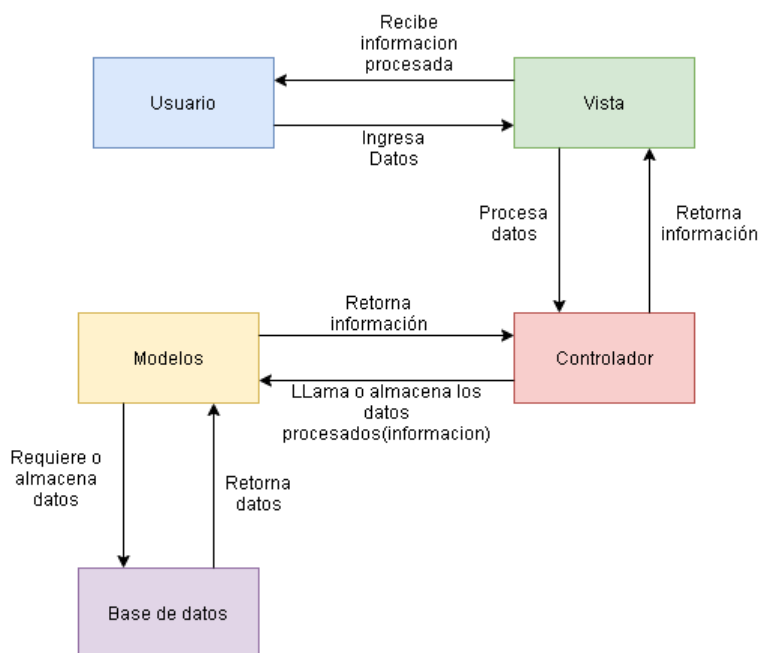 Recibe
informacion
procesada
Usuario
Vista
Ingresa
Datos
Procesa
datos
Retorna
información
Retorna
información
Modelos
Controlador
LLama o almacena los
datos
procesados(informacion)
Requiere o
almacena
datos
Retorna
datos
Base de datos